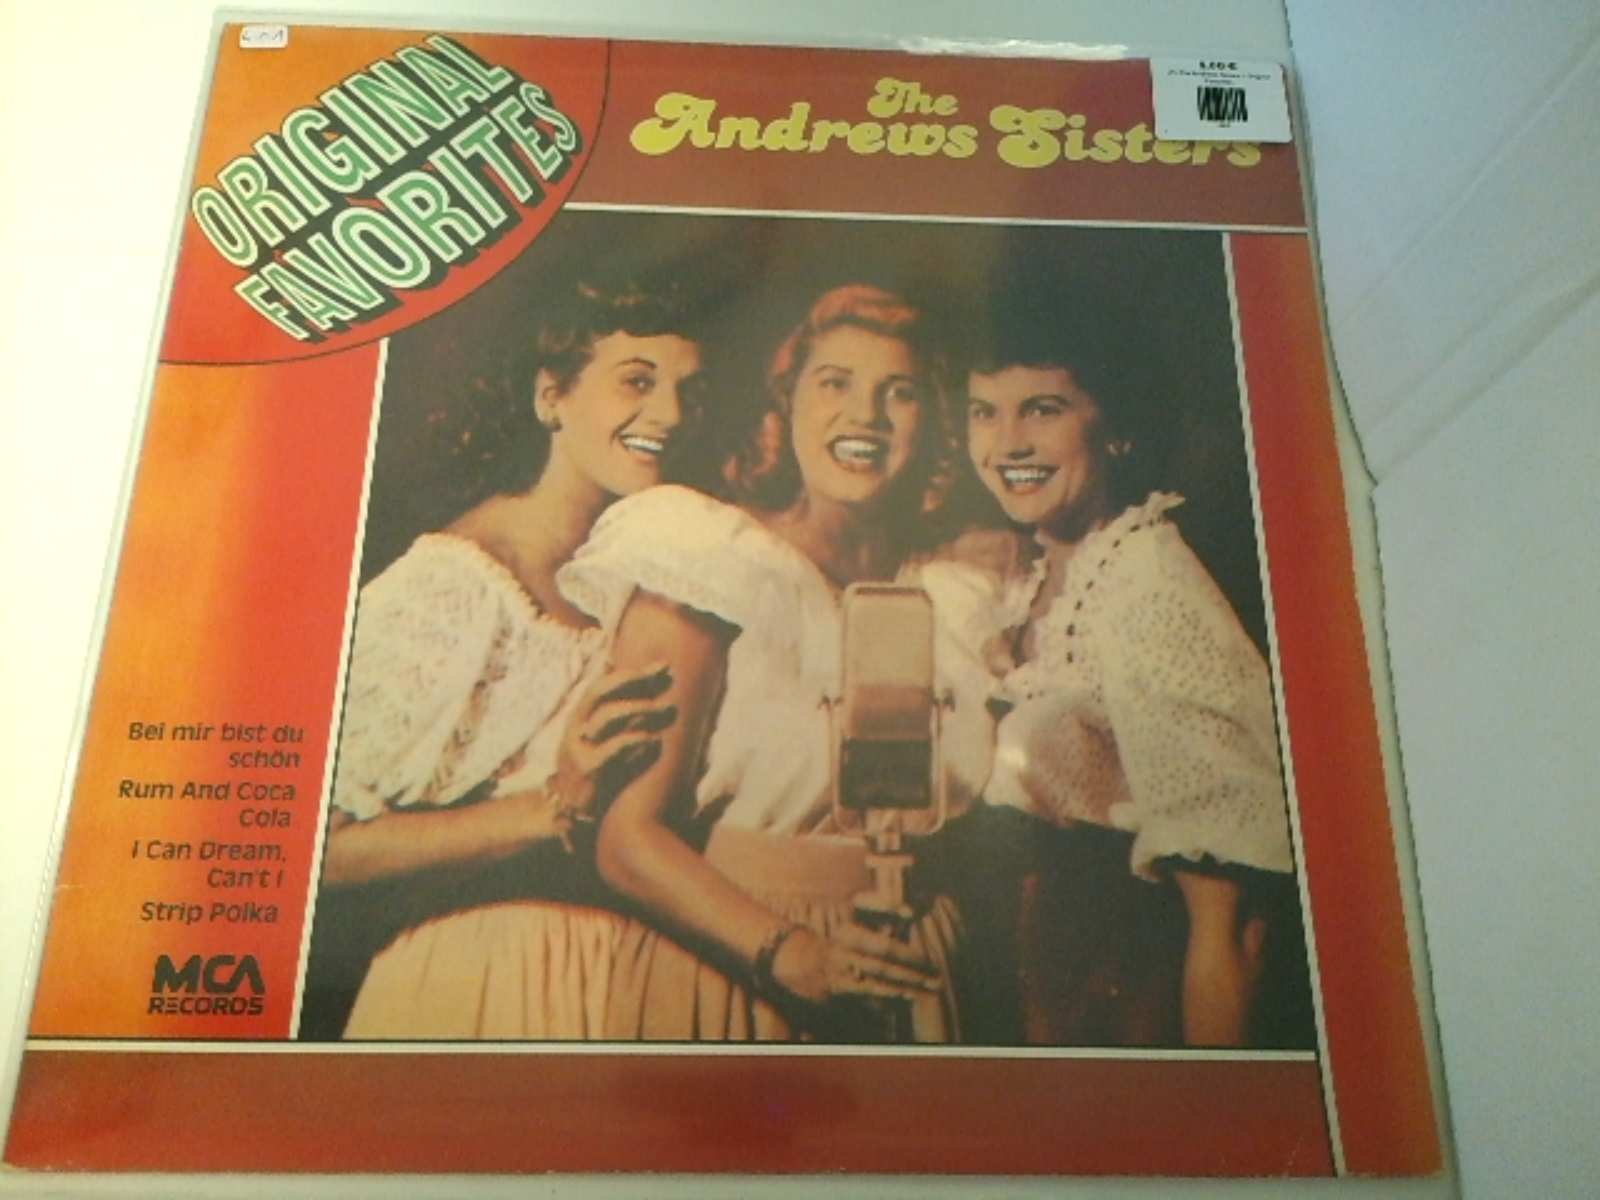 ORIGINAL
FAVORITES
The
Andrews Sisters
Bei mir bist du
schön
Rum And Coca
Cola
I Can Dream,
Can't I
Strip Polka
MCA
RECORDS